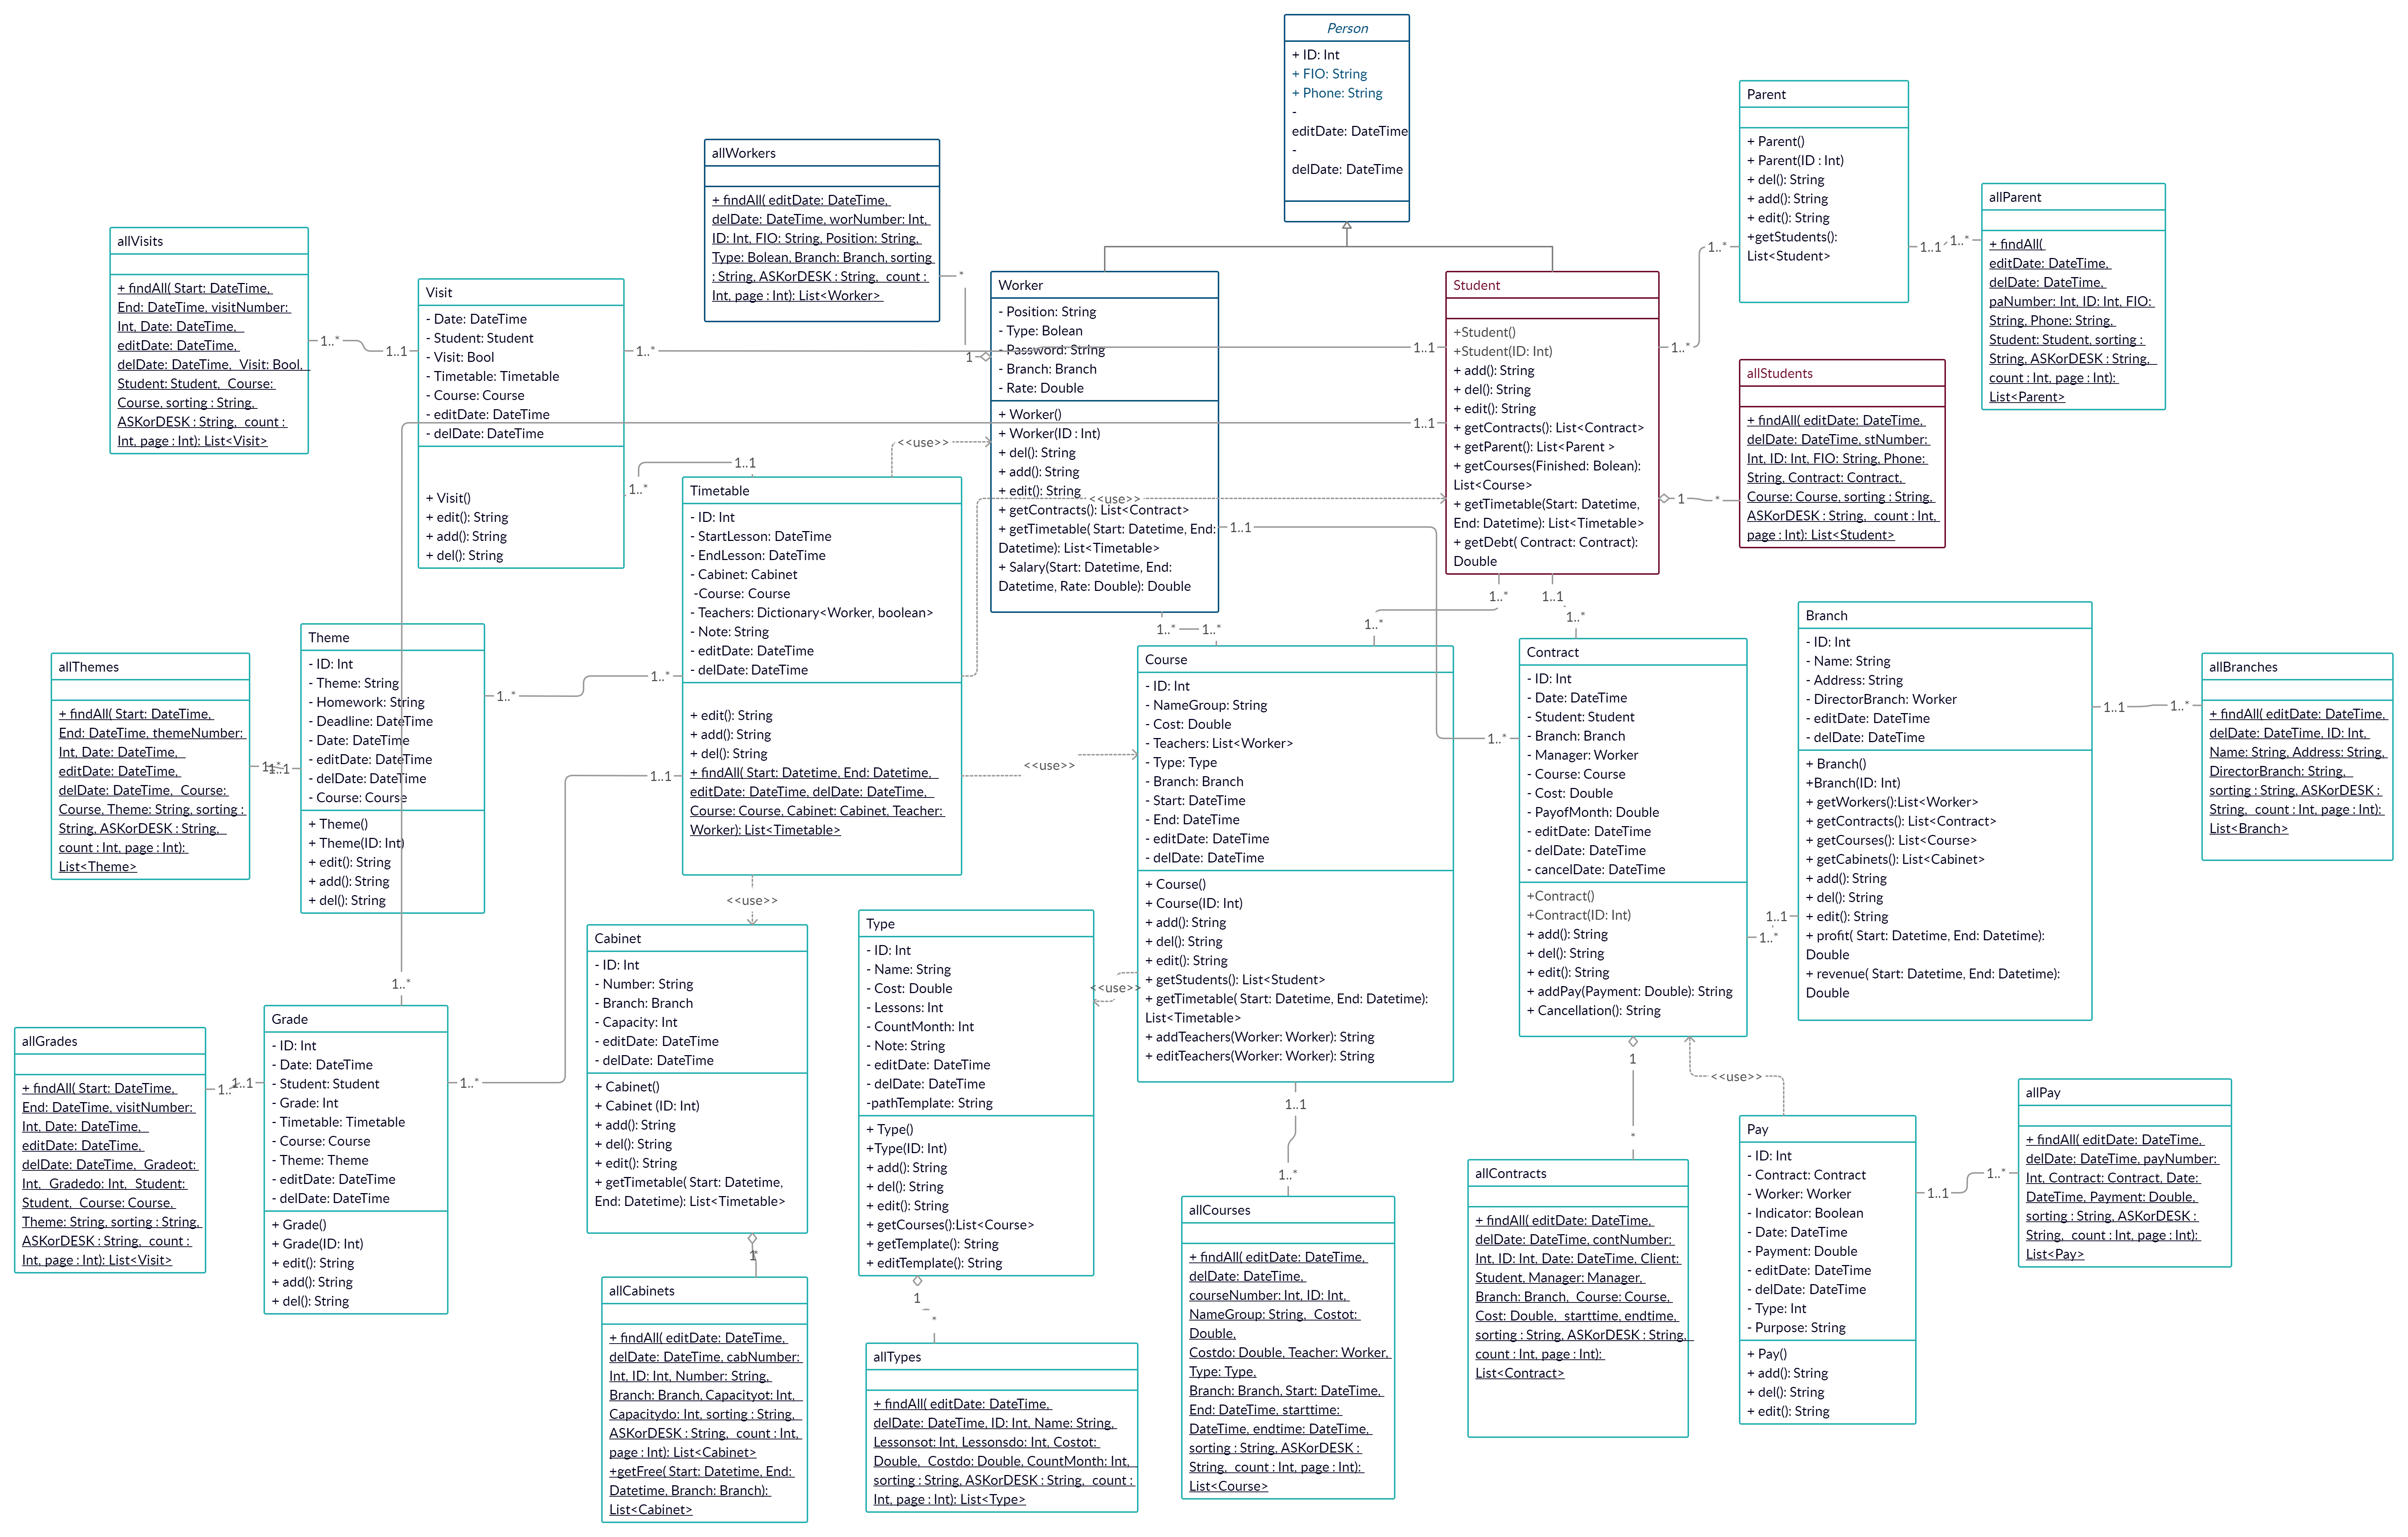 Person
+ ID: Int
+ FIO: String
+ Phone: String
-
editDate: DateTime
-
delDate: DateTime
Parent
+ Parent()
+ Parent(ID : Int)
+ del(): String
+ add(): String
+ edit(): String
+getStudents():
List<Student>
allWorkers
+ findAll( editDate: DateTime,
delDate: DateTime, worNumber: Int,
ID: Int, FIO: String, Position: String,
Type: Bolean, Branch: Branch, sorting
: String, ASKorDESK : String, count :
Int, page : Int): List<Worker>
allParent
+ findAll(
editDate: DateTime,
delDate: DateTime,
paNumber: Int, ID: Int, FIO:
String, Phone: String,
Student: Student, sorting :
String, ASKorDESK : String,
count : Int, page : Int):
List<Parent>
1..*
1..1
1..*
1..*
allVisits
+ findAll( Start: DateTime,
End: DateTime, visitNumber:
Int, Date: DateTime,
editDate: DateTime,
delDate: DateTime, Visit: Bool,
Student: Student, Course:
Course, sorting : String,
ASKorDESK : String, count :
Int, page : Int): List<Visit>
1..*
1..1
Visit
- Date: DateTime
- Student: Student
- Visit: Bool
- Timetable: Timetable
- Course: Course
- editDate: DateTime
- delDate: DateTime
+ Visit()
+ edit(): String
+ add(): String
+ del(): String
1..*
1..*
1..1
*
1
Worker
- Position: String
- Type: Bolean
- Password: String
- Branch: Branch
- Rate: Double
+ Worker()
+ Worker(ID : Int)
+ del(): String
+ add(): String
+ edit(): String
+ getContracts(): List<Contract>
+ getTimetable( Start: Datetime, End:
Datetime): List<Timetable>
+ Salary(Start: Datetime, End:
Datetime, Rate: Double): Double
<<use>>
<<use>>
1..1
1..1
1..1
Student
+Student()
+Student(ID: Int)
+ add(): String
+ del(): String
+ edit(): String
+ getContracts(): List<Contract>
+ getParent(): List<Parent >
+ getCourses(Finished: Bolean):
List<Course>
+ getTimetable(Start: Datetime,
End: Datetime): List<Timetable>
+ getDebt( Contract: Contract):
Double
1
*
allStudents
+ findAll( editDate: DateTime,
delDate: DateTime, stNumber:
Int, ID: Int, FIO: String, Phone:
String, Contract: Contract,
Course: Course, sorting : String,
ASKorDESK : String, count : Int,
page : Int): List<Student>
Timetable
- ID: Int
- StartLesson: DateTime
- EndLesson: DateTime
- Cabinet: Cabinet
-Course: Course
- Teachers: Dictionary<Worker, boolean>
- Note: String
- editDate: DateTime
- delDate: DateTime
+ edit(): String
+ add(): String
+ del(): String
+ findAll( Start: Datetime, End: Datetime,
editDate: DateTime, delDate: DateTime,
Course: Course, Cabinet: Cabinet, Teacher:
Worker): List<Timetable>
1..*
1..*
1..1
<<use>>
<<use>>
1..*
1..*
1..*
1..*
1..1
1..*
allThemes
+ findAll( Start: DateTime,
End: DateTime, themeNumber:
Int, Date: DateTime,
editDate: DateTime,
delDate: DateTime, Course:
Course, Theme: String, sorting :
String, ASKorDESK : String,
count : Int, page : Int):
List<Theme>
1..*
1..1
Theme
- ID: Int
- Theme: String
- Homework: String
- Deadline: DateTime
- Date: DateTime
- editDate: DateTime
- delDate: DateTime
- Course: Course
+ Theme()
+ Theme(ID: Int)
+ edit(): String
+ add(): String
+ del(): String
Course
- ID: Int
- NameGroup: String
- Cost: Double
- Teachers: List<Worker>
- Type: Type
- Branch: Branch
- Start: DateTime
- End: DateTime
- editDate: DateTime
- delDate: DateTime
+ Course()
+ Course(ID: Int)
+ add(): String
+ del(): String
+ edit(): String
+ getStudents(): List<Student>
+ getTimetable( Start: Datetime, End: Datetime):
List<Timetable>
+ addTeachers(Worker: Worker): String
+ editTeachers(Worker: Worker): String
1..*
Contract
- ID: Int
- Date: DateTime
- Student: Student
- Branch: Branch
- Manager: Worker
- Course: Course
- Cost: Double
- PayofMonth: Double
- editDate: DateTime
- delDate: DateTime
- cancelDate: DateTime
+Contract()
+Contract(ID: Int)
+ add(): String
+ del(): String
+ edit(): String
+ addPay(Payment: Double): String
+ Cancellation(): String
1..1
1..*
Branch
- ID: Int
- Name: String
- Address: String
- DirectorBranch: Worker
- editDate: DateTime
- delDate: DateTime
+ Branch()
+Branch(ID: Int)
+ getWorkers():List<Worker>
+ getContracts(): List<Contract>
+ getCourses(): List<Course>
+ getCabinets(): List<Cabinet>
+ add(): String
+ del(): String
+ edit(): String
+ profit( Start: Datetime, End: Datetime):
Double
+ revenue( Start: Datetime, End: Datetime):
Double
1..1
1..*
allBranches
+ findAll( editDate: DateTime,
delDate: DateTime, ID: Int,
Name: String, Address: String,
DirectorBranch: String,
sorting : String, ASKorDESK :
String, count : Int, page : Int):
List<Branch>
allGrades
+ findAll( Start: DateTime,
End: DateTime, visitNumber:
Int, Date: DateTime,
editDate: DateTime,
delDate: DateTime, Gradeot:
Int, Gradedo: Int, Student:
Student, Course: Course,
Theme: String, sorting : String,
ASKorDESK : String, count :
Int, page : Int): List<Visit>
1..
1..1
1..*
Grade
- ID: Int
- Date: DateTime
- Student: Student
- Grade: Int
- Timetable: Timetable
- Course: Course
- Theme: Theme
- editDate: DateTime
- delDate: DateTime
+ Grade()
+ Grade(ID: Int)
+ edit(): String
+ add(): String
+ del(): String
1..*
Cabinet
- ID: Int
- Number: String
- Branch: Branch
- Capacity: Int
- editDate: DateTime
- delDate: DateTime
+ Cabinet()
+ Cabinet (ID: Int)
+ add(): String
+ del(): String
+ edit(): String
+ getTimetable( Start: Datetime,
End: Datetime): List<Timetable>
1
*
Type
- ID: Int
- Name: String
- Cost: Double
- Lessons: Int
- CountMonth: Int
- Note: String
- editDate: DateTime
- delDate: DateTime
-pathTemplate: String
+ Type()
+Type(ID: Int)
+ add(): String
+ del(): String
+ edit(): String
+ getCourses():List<Course>
+ getTemplate(): String
+ editTemplate(): String
<<use>>
1
*
allCabinets
+ findAll( editDate: DateTime,
delDate: DateTime, cabNumber:
Int, ID: Int, Number: String,
Branch: Branch, Capacityot: Int,
Capacitydo: Int, sorting : String,
ASKorDESK : String, count : Int,
page : Int): List<Cabinet>
+getFree( Start: Datetime, End:
Datetime, Branch: Branch):
List<Cabinet>
allTypes
+ findAll( editDate: DateTime,
delDate: DateTime, ID: Int, Name: String,
Lessonsot: Int, Lessonsdo: Int, Costot:
Double, Costdo: Double, CountMonth: Int,
sorting : String, ASKorDESK : String, count :
Int, page : Int): List<Type>
1..1
1..*
allCourses
+ findAll( editDate: DateTime,
delDate: DateTime,
courseNumber: Int, ID: Int,
NameGroup: String, Costot:
Double,
Costdo: Double, Teacher: Worker,
Type: Type,
Branch: Branch, Start: DateTime,
End: DateTime, starttime:
DateTime, endtime: DateTime,
sorting : String, ASKorDESK :
String, count : Int, page : Int):
List<Course>
1
*
allContracts
+ findAll( editDate: DateTime,
delDate: DateTime, contNumber:
Int, ID: Int, Date: DateTime, Client:
Student, Manager: Manager,
Branch: Branch, Course: Course,
Cost: Double, starttime, endtime,
sorting : String, ASKorDESK : String,
count : Int, page : Int):
List<Contract>
<<use>>
Pay
- ID: Int
- Contract: Contract
- Worker: Worker
- Indicator: Boolean
- Date: DateTime
- Payment: Double
- editDate: DateTime
- delDate: DateTime
- Type: Int
- Purpose: String
+ Pay()
+ add(): String
+ del(): String
+ edit(): String
1..1
1..*
allPay
+ findAll( editDate: DateTime,
delDate: DateTime, payNumber:
Int, Contract: Contract, Date:
DateTime, Payment: Double,
sorting : String, ASKorDESK :
String, count : Int, page : Int):
List<Pay>